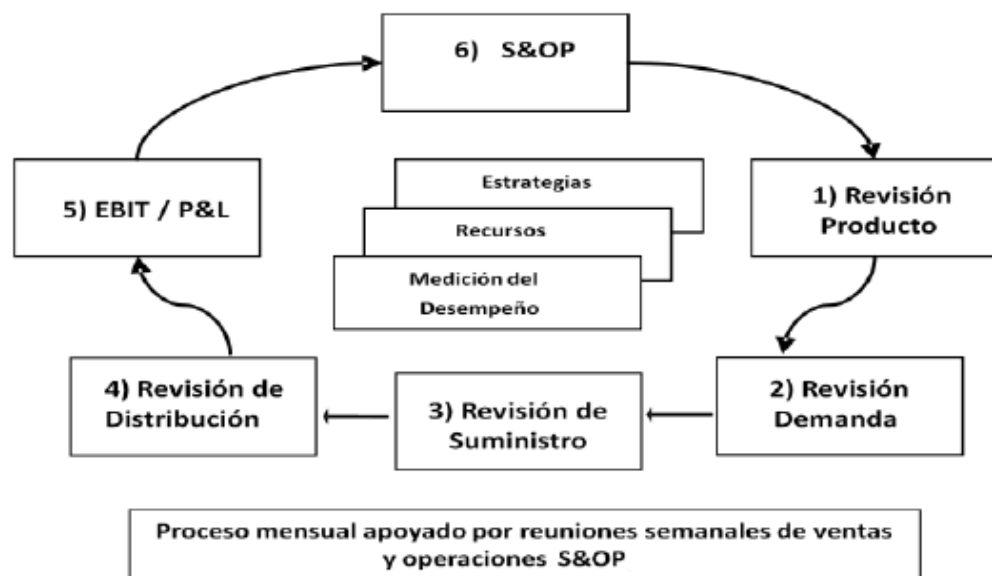 6) S&OP
5) EBIT / P&L
Estrategias
Recursos
Medición del
Desempeño
1) Revisión
Producto
4) Revisión de
Distribución
3) Revisión de
Suministro
2) Revisión
Demanda
Proceso mensual apoyado por reuniones semanales de ventas
y operaciones S&OP